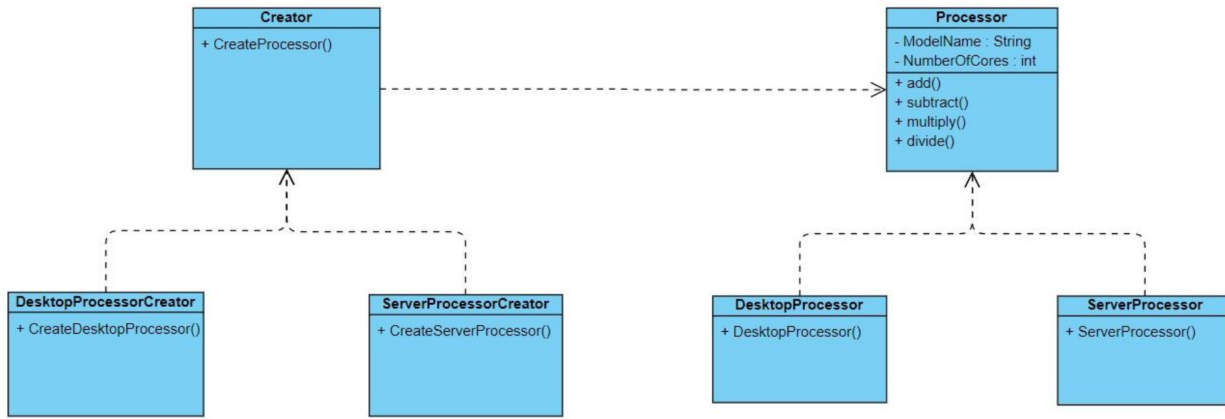 Creator
+ CreateProcessor()
Processor
- ModelName : String
- NumberOfCores : int
+ add()
+ subtract()
+ multiply()
+ divide()
DesktopProcessorCreator
+ CreateDesktopProcessor()
ServerProcessorCreator
+ CreateServerProcessor()
DesktopProcessor
+ DesktopProcessor()
ServerProcessor
+ ServerProcessor()